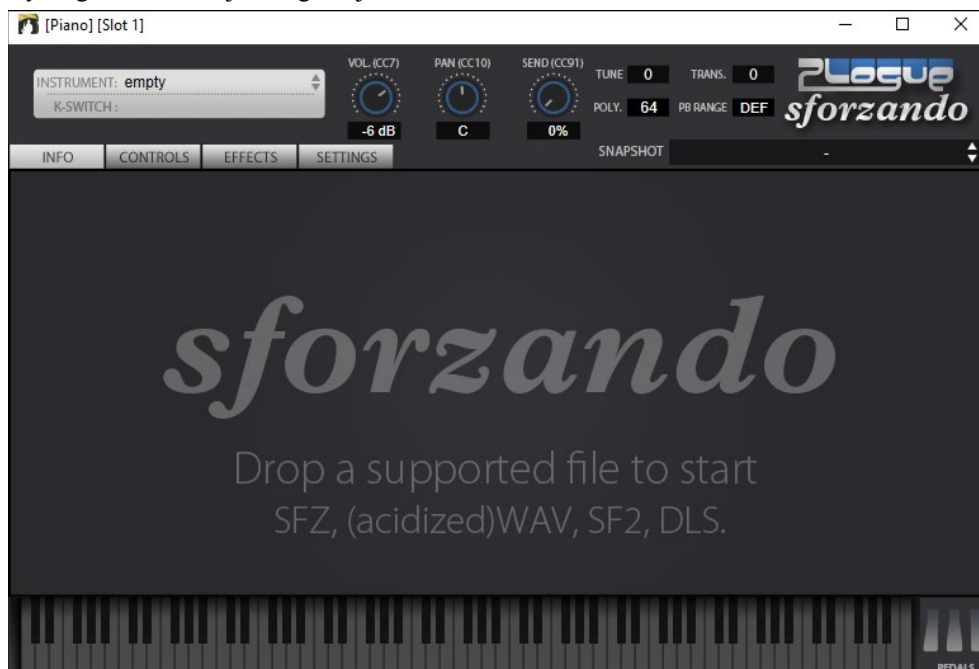 [Piano] [Slot 1]
INSTRUMENT: empty
K-SWITCH :
VOL. (CC7)
-6 dB
PAN (CC10)
C
SEND (CC91)
0%
TUNE 0 TRANS. 0
POLY. 64 PB RANGE DEF
Plogue
sforzando
INFO CONTROLS EFFECTS SETTINGS
SNAPSHOT -
sforzando
Drop a supported file to start
SFZ, (acidized)WAV, SF2, DLS.
PEDALS